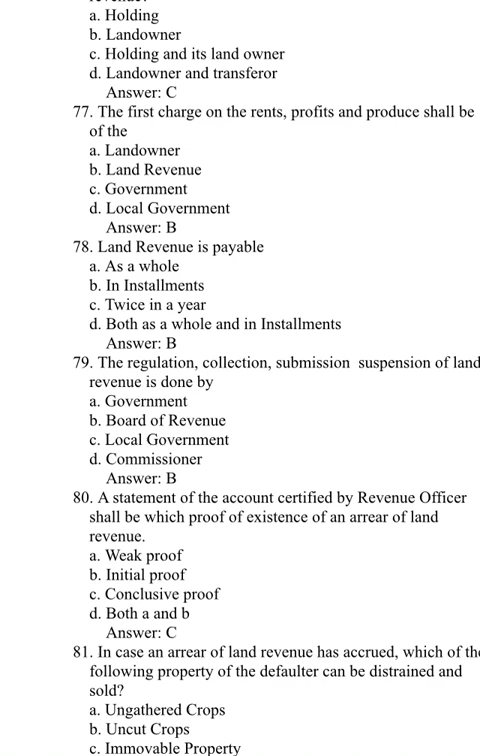 a. Holding
b. Landowner
c. Holding and its land owner
d. Landowner and transferor
Answer: C
77. The first charge on the rents, profits and produce shall be
of the
a. Landowner
b. Land Revenue
c. Government
d. Local Government
Answer: B
78. Land Revenue is payable
a. As a whole
b. In Installments
c. Twice in a year
d. Both as a whole and in Installments
Answer: B
79. The regulation, collection, submission suspension of land
revenue is done by
a. Government
b. Board of Revenue
c. Local Government
d. Commissioner
Answer: B
80. A statement of the account certified by Revenue Officer
shall be which proof of existence of an arrear of land
revenue.
a. Weak proof
b. Initial proof
c. Conclusive proof
d. Both a and b
Answer: C
81. In case an arrear of land revenue has accrued, which of the
following property of the defaulter can be distrained and
sold?
a. Ungathered Crops
b. Uncut Crops
c. Immovable Property